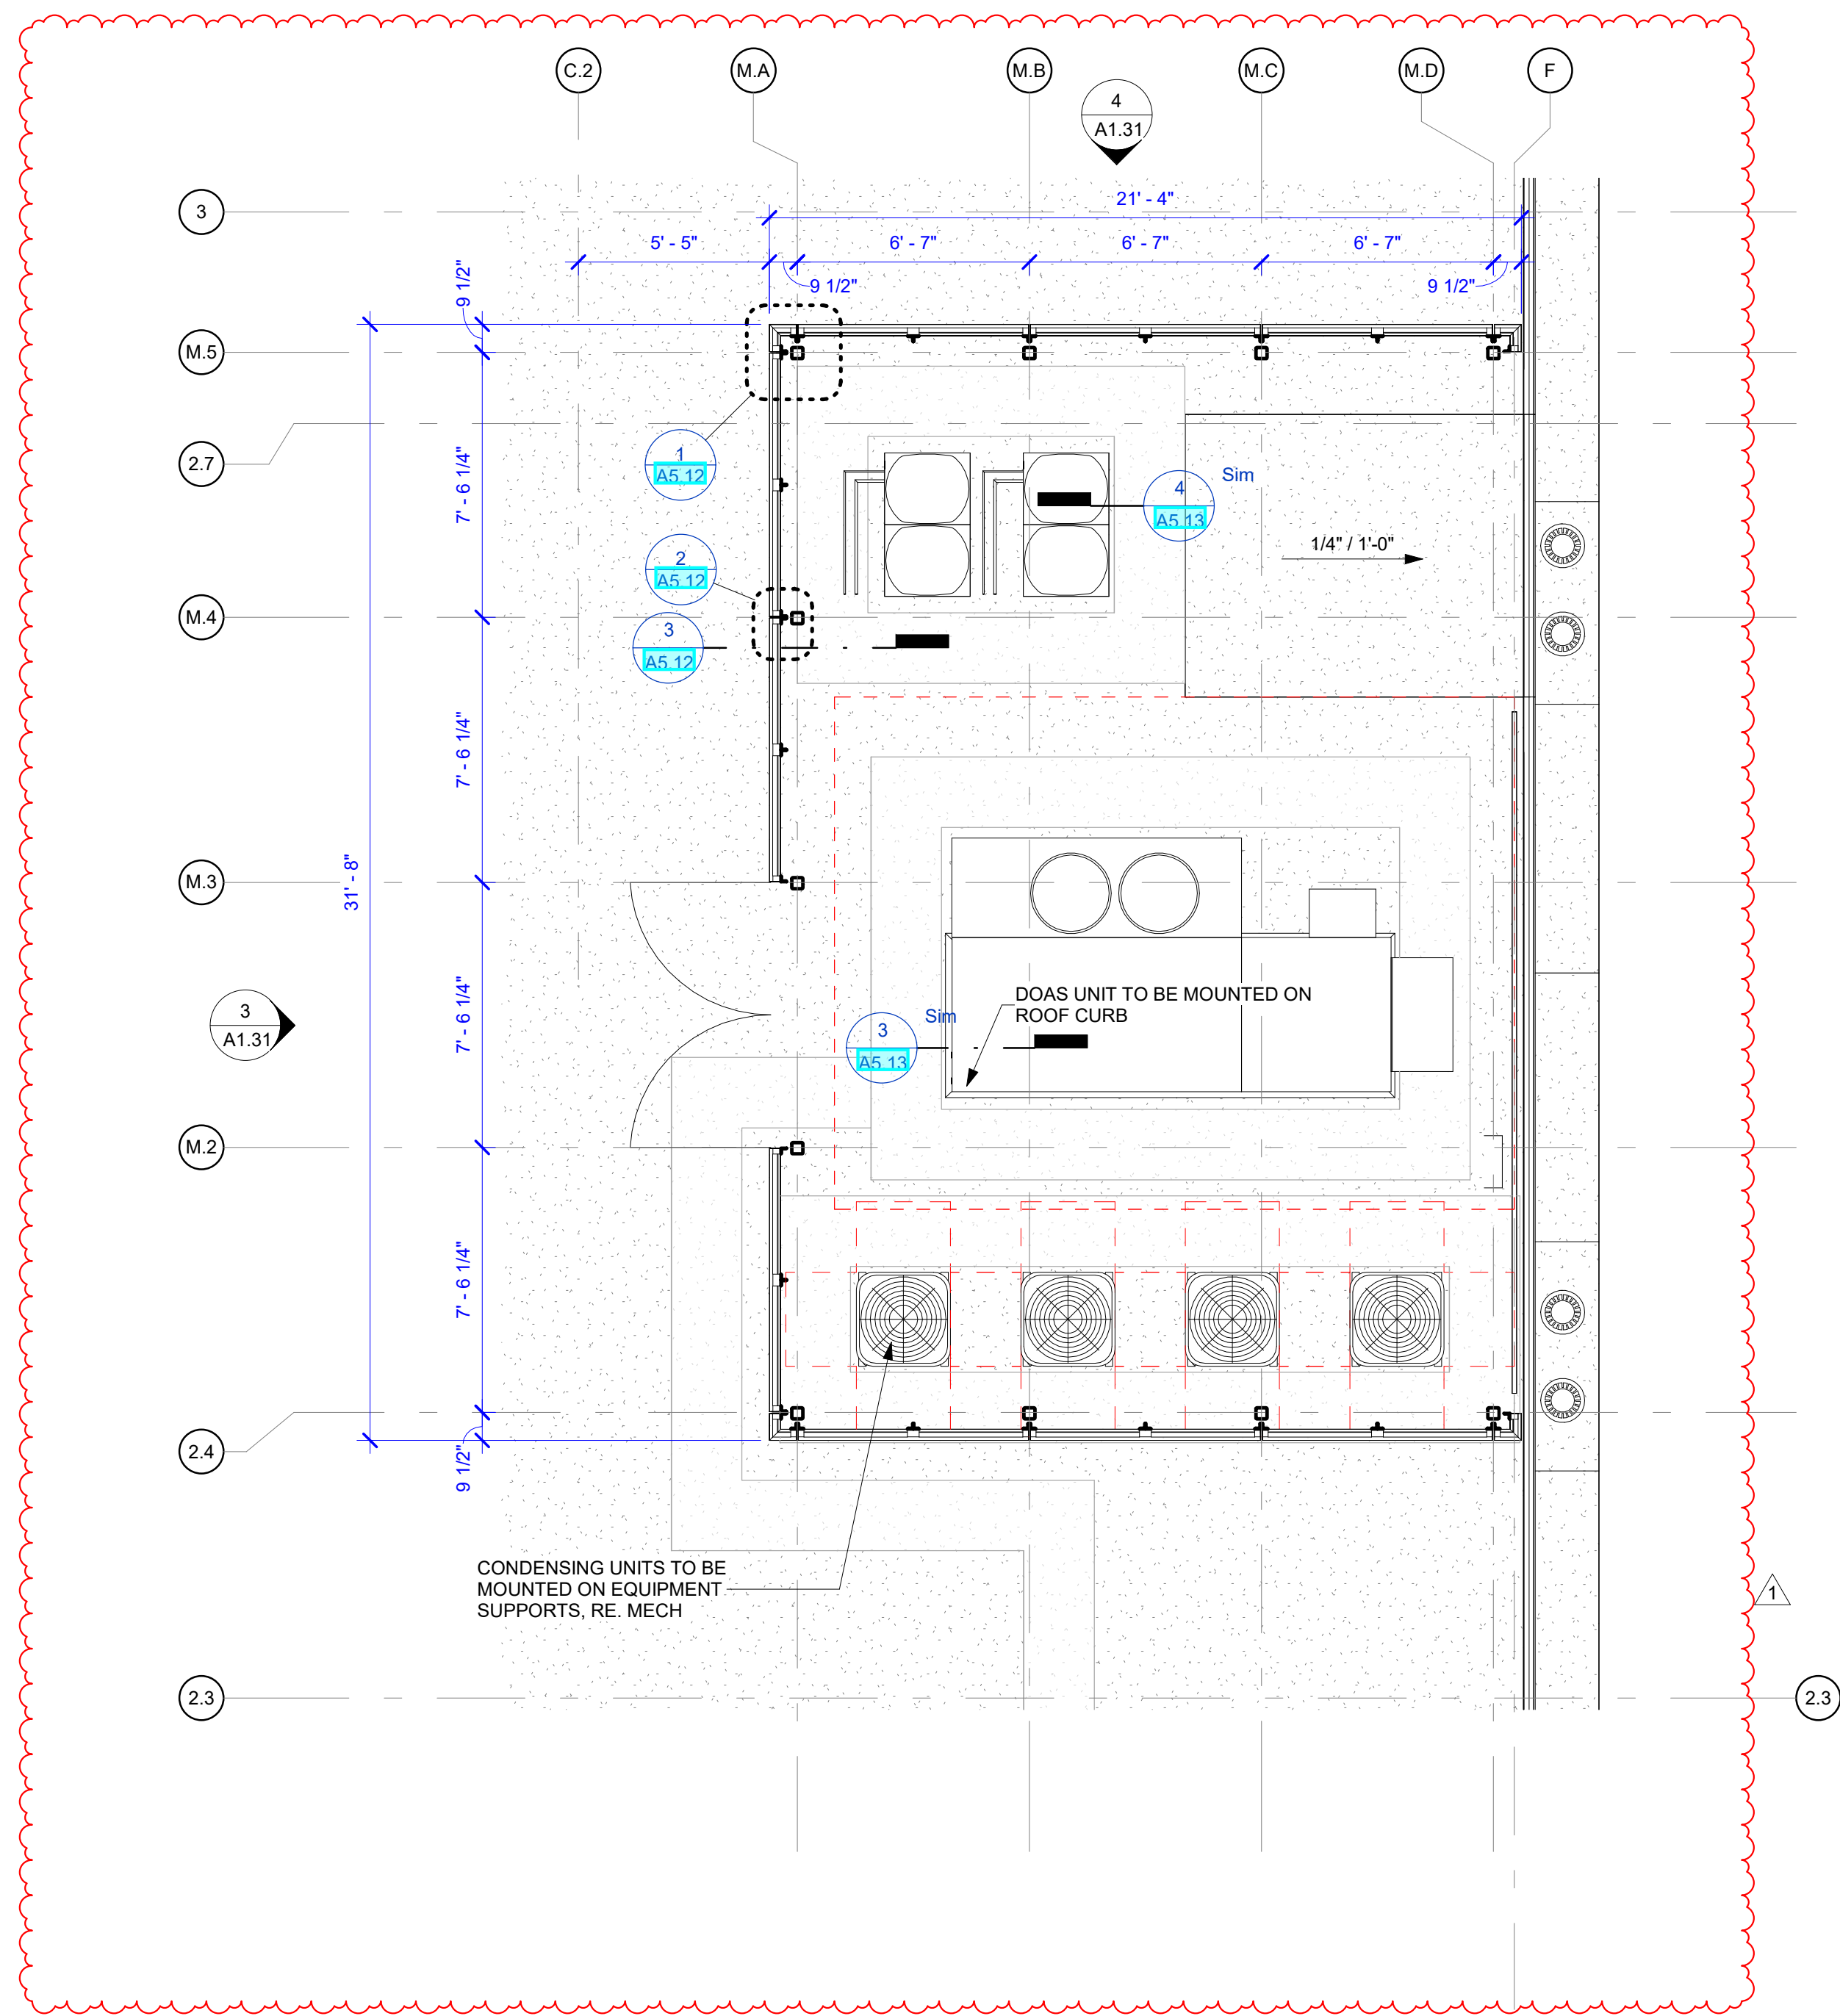 C.2
M.A
M.B
M.C
M.D
F
4
A1.31
3
21' - 4"
5' - 5"
6' - 7"
6' - 7"
6' - 7"
9 1/2"
9 1/2"
9 1/2"
M.5
1
A5.12
2.7
7' - 6 1/4"
4
A5.13
Sim
1/4" / 1'-0"
2
A5.12
M.4
3
A5.12
7' - 6 1/4"
31' - 8"
M.3
3
A1.31
7' - 6 1/4"
DOAS UNIT TO BE MOUNTED ON
ROOF CURB
3
A5.13
Sim
M.2
7' - 6 1/4"
2.4
9 1/2"
CONDENSING UNITS TO BE
MOUNTED ON EQUIPMENT
SUPPORTS, RE. MECH
1
2.3
2.3